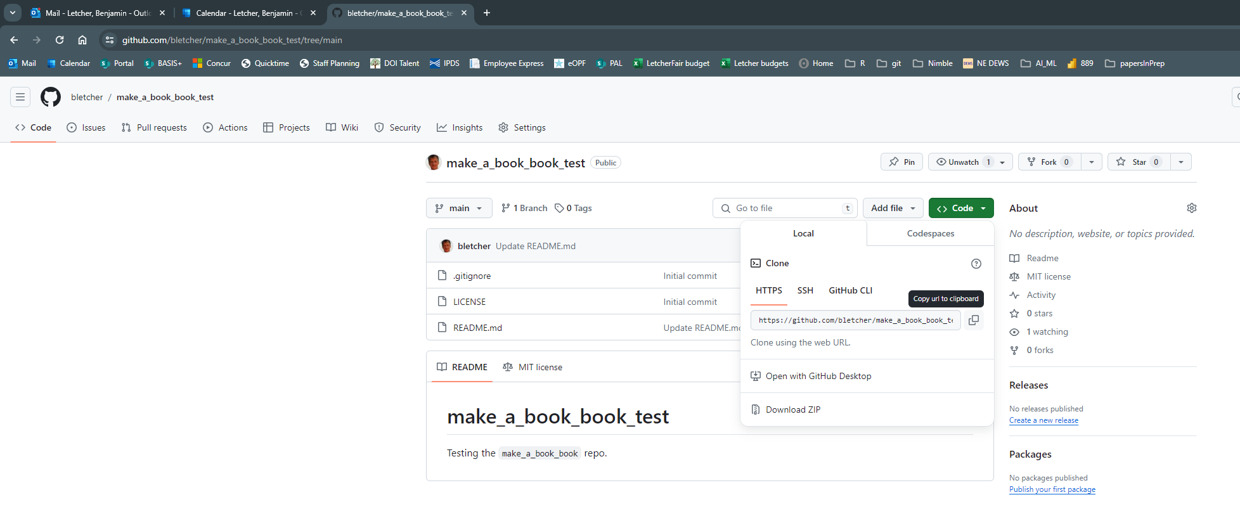 Mail - Letcher, Benjamin - Outlo
Calendar - Letcher, Benjamin - O
bletcher/make_a_book_book_te
github.com/bletcher/make_a_book_book_test/tree/main
Mail Calendar Portal BASIS+ Concur Quicktime Staff Planning DOI Talent IPDS Employee Express eOPF PAL LetcherFair budget Letcher budgets Home R git Nimble NE DEWS AI_ML 889 papersInPrep
bletcher / make_a_book_book_test
Code Issues Pull requests Actions Projects Wiki Security Insights Settings
make_a_book_book_test Public
Pin Unwatch 1 Fork 0 Star 0
main 1 Branch 0 Tags Go to file t Add file Code
bletcher Update README.md
.gitignore Initial commit
LICENSE Initial commit
README.md Update README.md
Local Codespaces
Clone
HTTPS SSH GitHub CLI
Copy url to clipboard
https://github.com/bletcher/make_a_book_book_te
Clone using the web URL.
Open with GitHub Desktop
Download ZIP
README MIT license
make_a_book_book_test
Testing the make_a_book_book repo.
About
No description, website, or topics provided.
Readme
MIT license
Activity
0 stars
1 watching
0 forks
Releases
No releases published
Create a new release
Packages
No packages published
Publish your first package